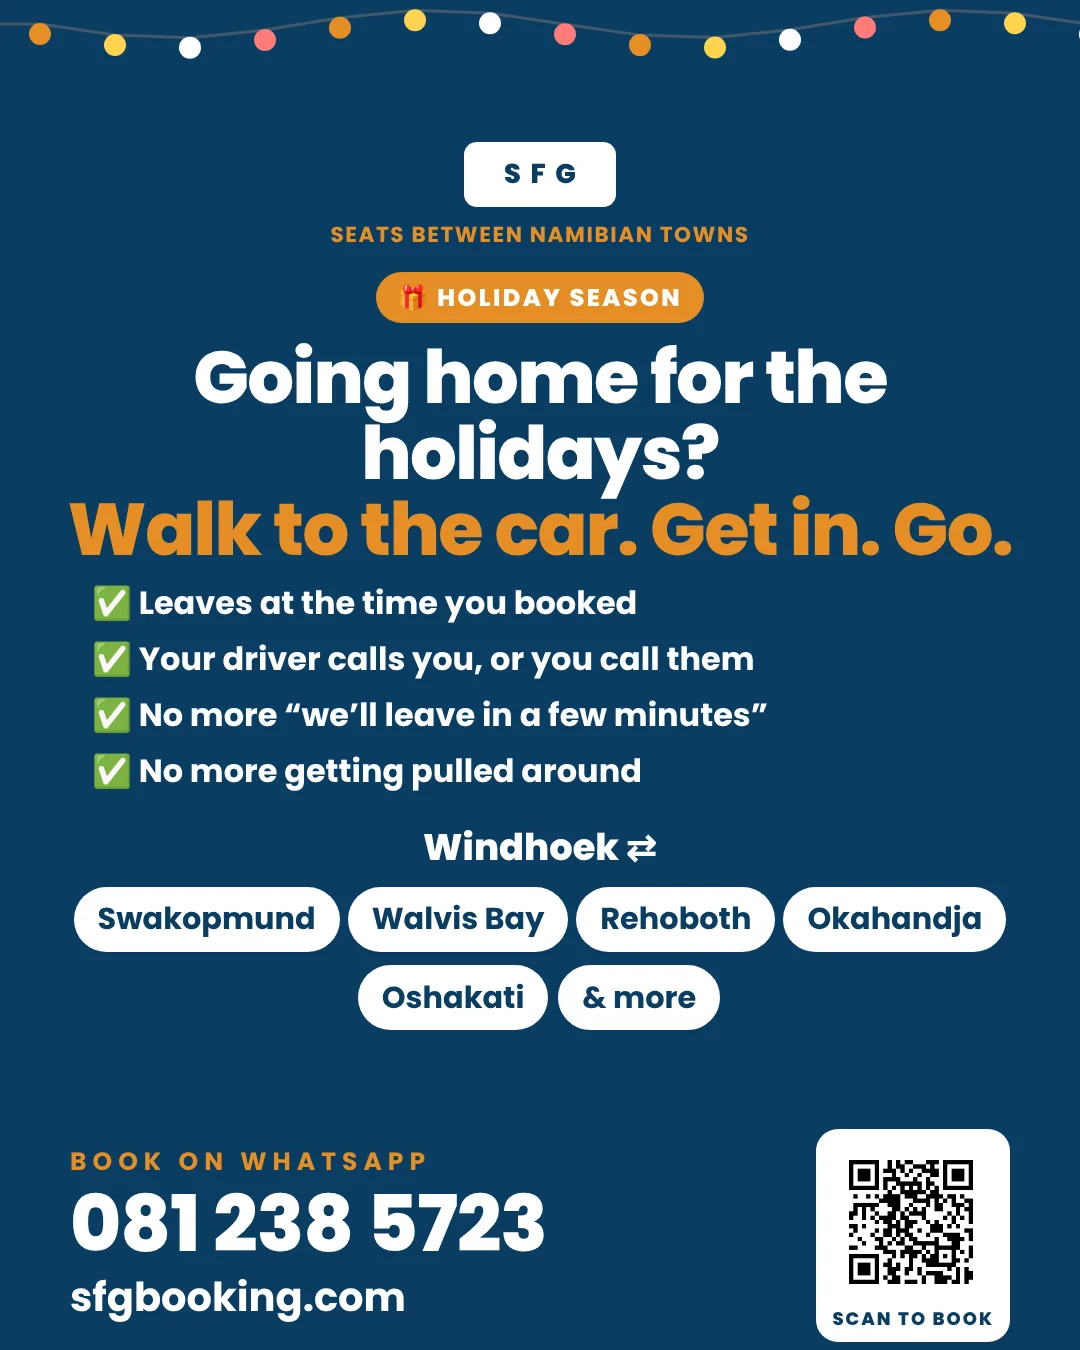 S F G
SEATS BETWEEN NAMIBIAN TOWNS
🎁 HOLIDAY SEASON
Going home for the
holidays?
Walk to the car. Get in. Go.
✅ Leaves at the time you booked
✅ Your driver calls you, or you call them
✅ No more “we’ll leave in a few minutes”
✅ No more getting pulled around
Windhoek ⇄
Swakopmund Walvis Bay Rehoboth Okahandja
Oshakati & more
BOOK ON WHATSAPP
081 238 5723
sfgbooking.com
SCAN TO BOOK